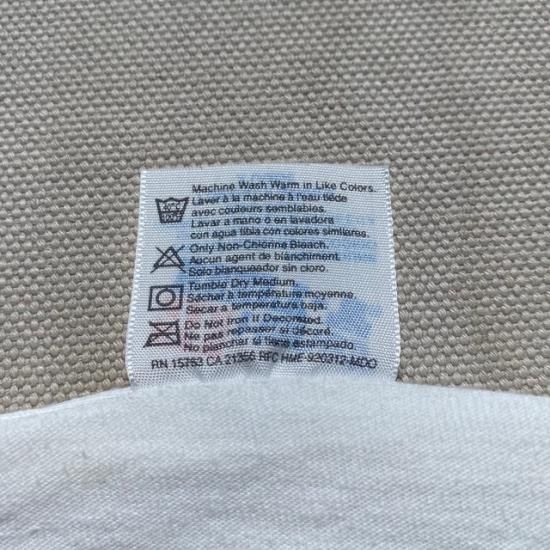 Machine Wash Warm in Like Colors.
Laver à la machine à l'eau tiède
avec couleurs semblables.
Lavar a mano ó en lavadora
con agua tibia con colores similares.
Only Non-Chlorine Bleach.
Aucun agent de blanchiment.
Solo blanqueador sin cloro.
Tumble Dry Medium.
Sécher à température moyenne.
Secar a temperatura baja.
Do Not Iron If Decorated.
Ne pas repasser si décoré.
No planchar si tiene estampado.
RN 15763 CA 21356 RFC HME-920312-MDO